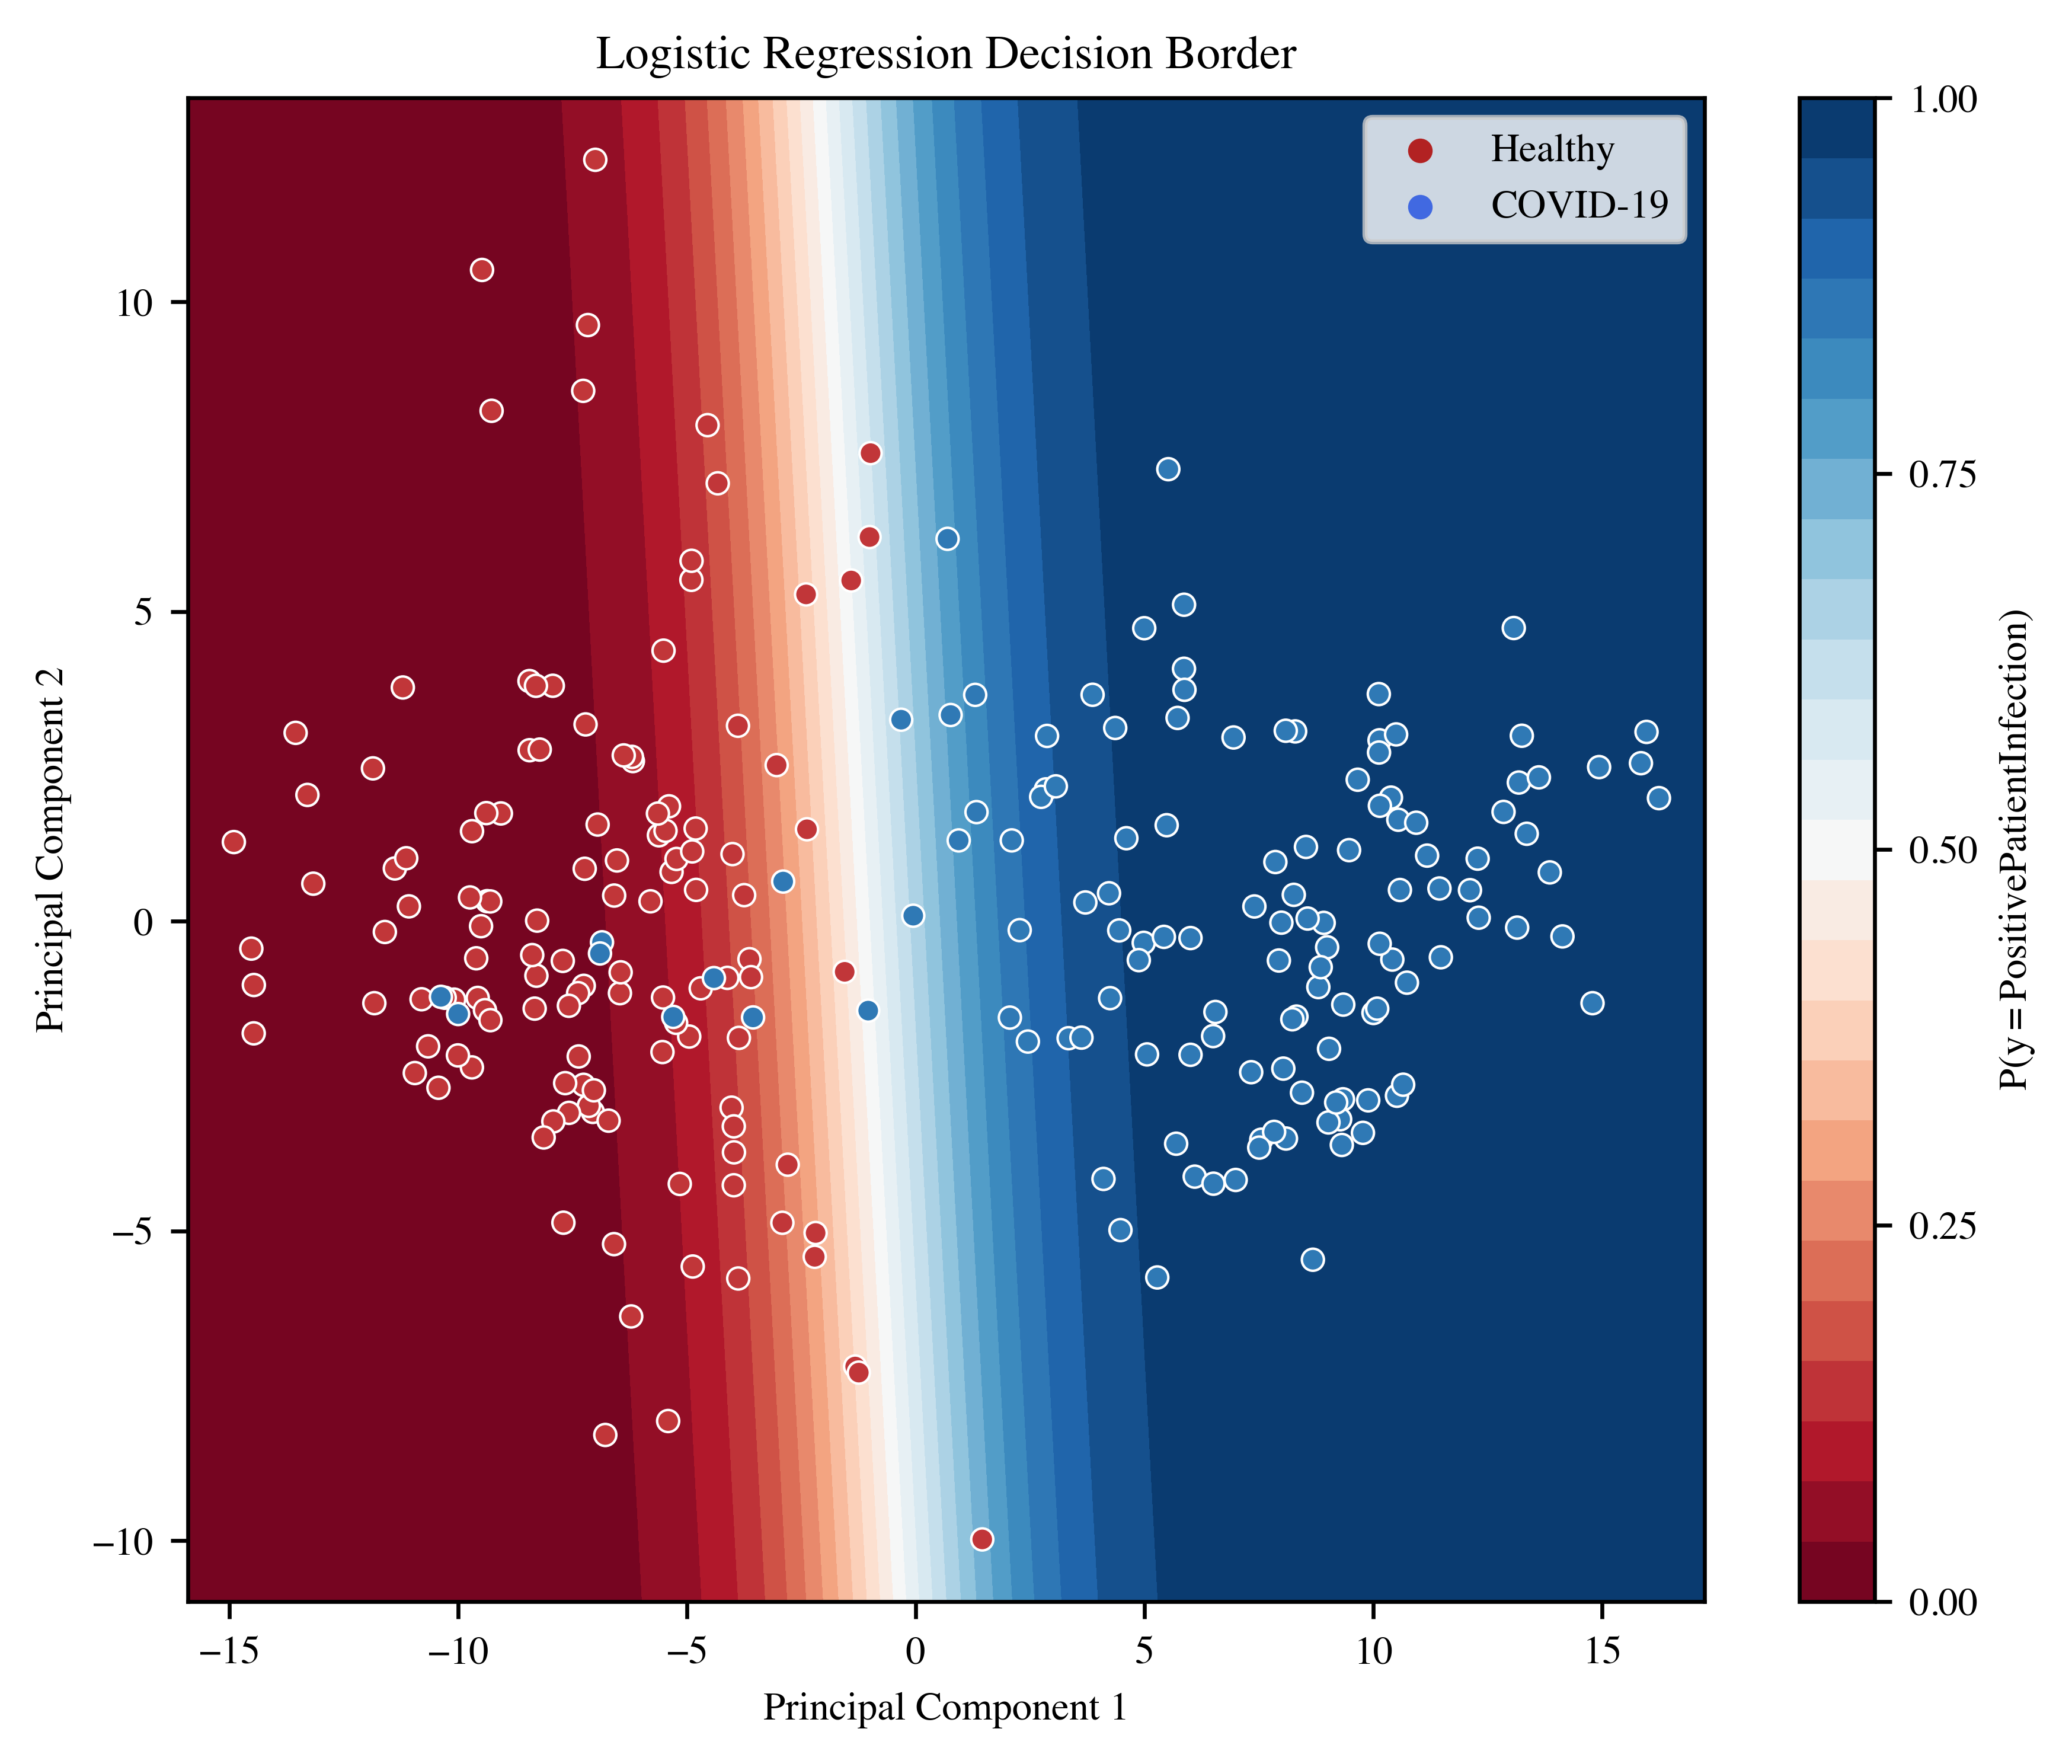 Logistic Regression Decision Border
Healthy
COVID-19
10
5
0
−5
−10
Principal Component 2
−15
−10
−5
0
5
10
15
Principal Component 1
1.00
0.75
0.50
0.25
0.00
P(y = PositivePatientInfection)